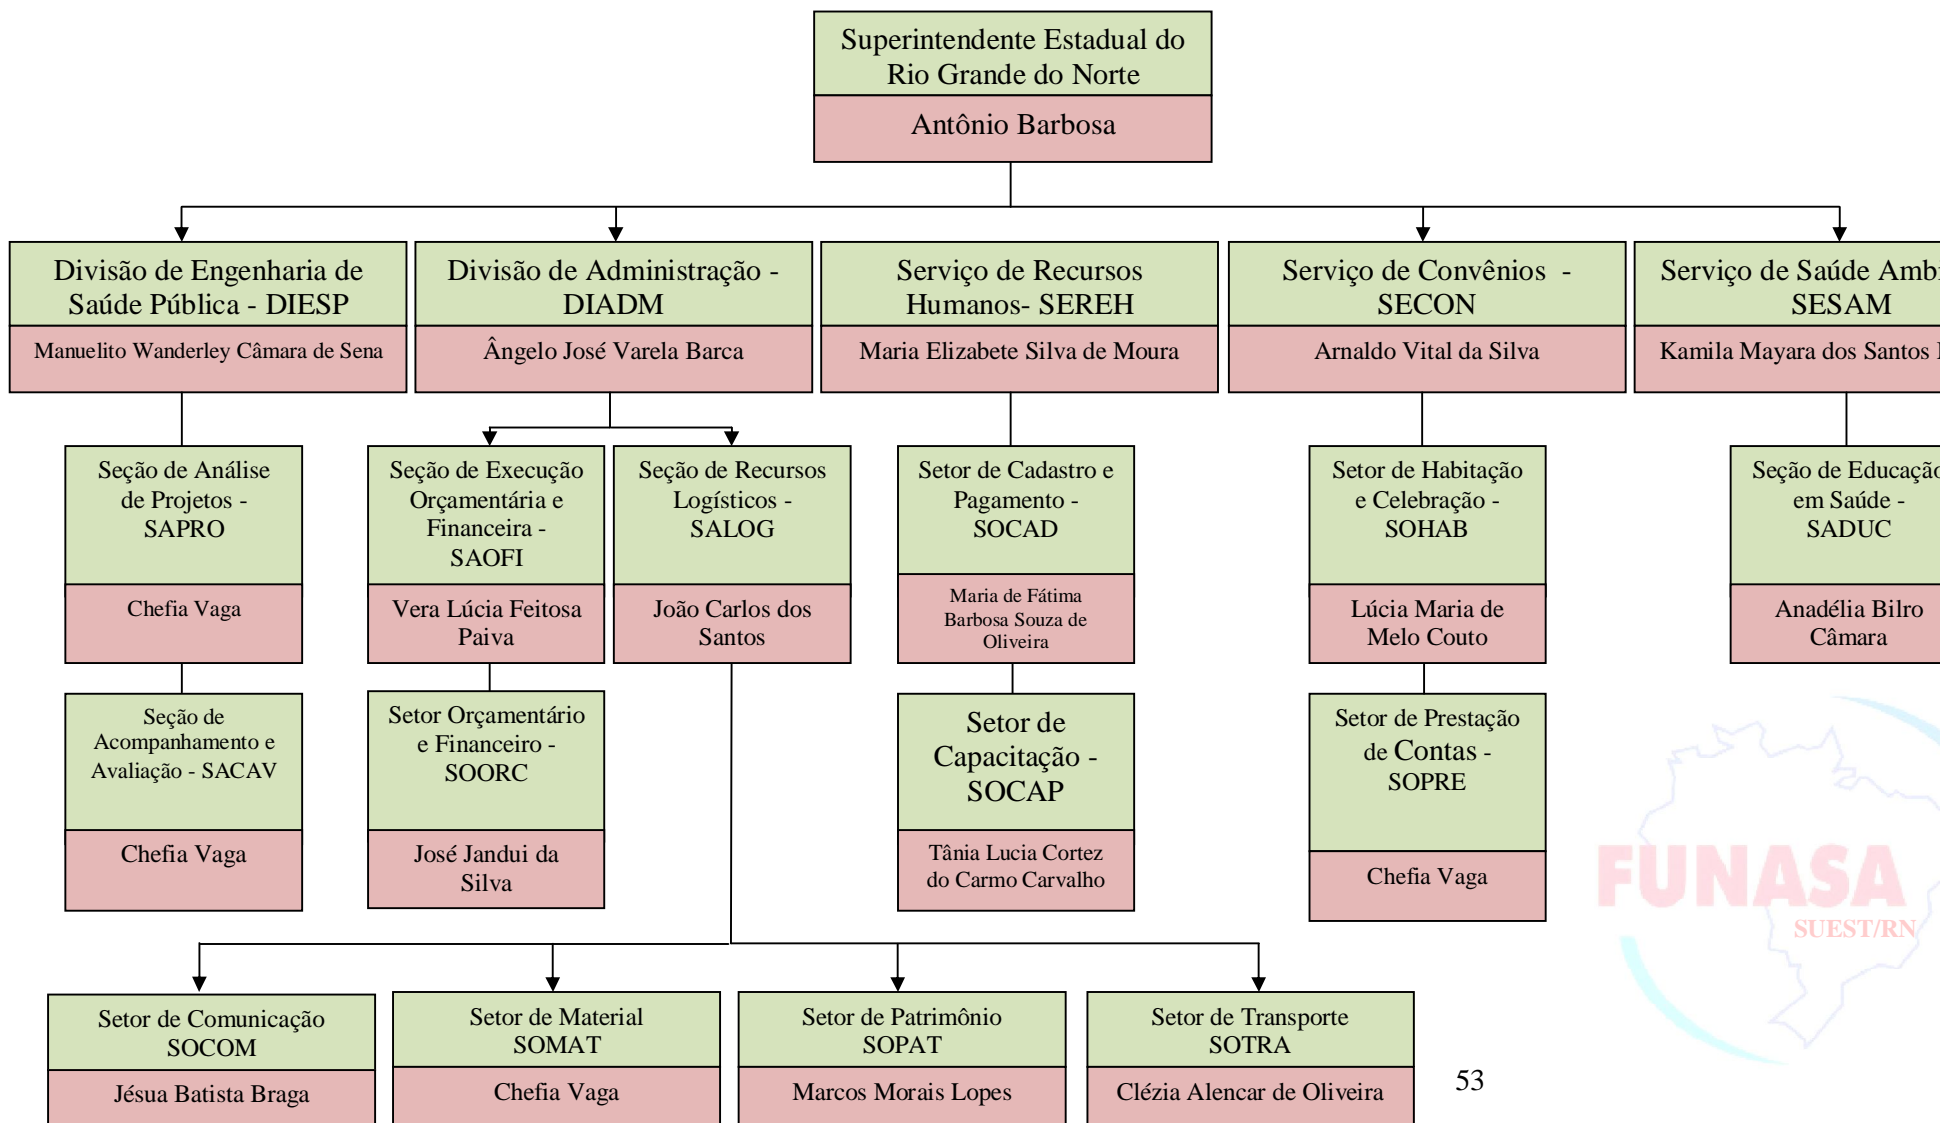 Superintendente Estadual do
Rio Grande do Norte
Antônio Barbosa
Divisão de Engenharia de
Saúde Pública - DIESP
Manuelito Wanderley Câmara de Sena
Divisão de Administração -
DIADM
Ângelo José Varela Barca
Serviço de Recursos
Humanos- SEREH
Maria Elizabete Silva de Moura
Serviço de Convênios -
SECON
Arnaldo Vital da Silva
Serviço de Saúde
SESAM
Kamila Mayara dos Santos
Seção de Análise
de Projetos -
SAPRO
Chefia Vaga
Seção de Execução
Orçamentária e
Financeira -
SAOFI
Vera Lúcia Feitosa
Paiva
Seção de Recursos
Logísticos -
SALOG
João Carlos dos
Santos
Setor de Cadastro e
Pagamento -
SOCAD
Maria de Fátima
Barbosa Souza de
Oliveira
Setor de Habitação
e Celebração -
SOHAB
Lúcia Maria de
Melo Couto
Seção de Educação
em Saúde -
SADUC
Anadélia Bilro
Câmara
Seção de
Acompanhamento e
Avaliação - SACAV
Chefia Vaga
Setor Orçamentário
e Financeiro -
SOORC
José Jandui da
Silva
Setor de
Capacitação -
SOCAP
Tânia Lucia Cortez
do Carmo Carvalho
Setor de Prestação
de Contas -
SOPRE
Chefia Vaga
FUNASA
SUEST/RN
Setor de Comunicação
SOCOM
Jésua Batista Braga
Setor de Material
SOMAT
Chefia Vaga
Setor de Patrimônio
SOPAT
Marcos Morais Lopes
Setor de Transporte
SOTRA
Clézia Alencar de Oliveira
53